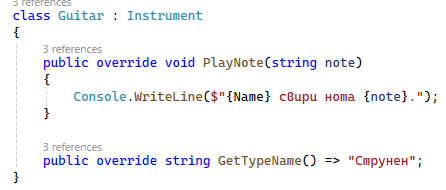 3 references
class Guitar : Instrument
{
3 references
public override void PlayNote(string note)
{
Console.WriteLine($"{Name} свири нота {note}.");
}
3 references
public override string GetTypeName() => "Струнен";
}